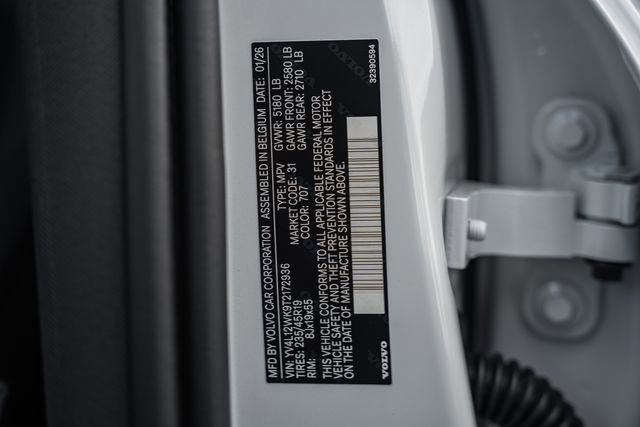 MFD BY VOLVO CAR CORPORATION ASSEMBLED IN BELGIUM DATE: 01/26
VIN: YV4L12WK9T2172936 TYPE: MPV GVWR: 5180 LB
TIRES: 235/45R19 MARKET CODE: 31 GAWR FRONT: 2580 LB
RIM: 8Jx19x55 COLOR: 707 GAWR REAR: 2710 LB
THIS VEHICLE CONFORMS TO ALL APPLICABLE FEDERAL MOTOR
VEHICLE SAFETY AND THEFT PREVENTION STANDARDS IN EFFECT
ON THE DATE OF MANUFACTURE SHOWN ABOVE.
VOLVO
32390594